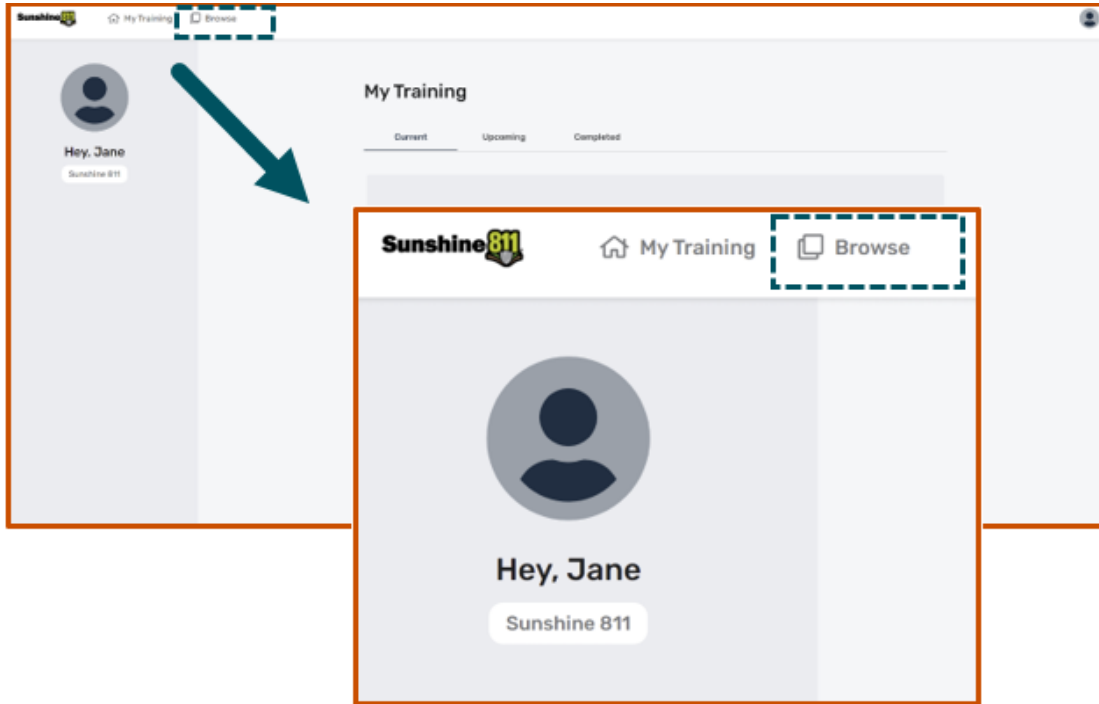 Sunshine 811 My Training Browse
My Training
Current Upcoming Completed
Hey, Jane
Sunshine 811
Sunshine 811 My Training Browse
Hey, Jane
Sunshine 811